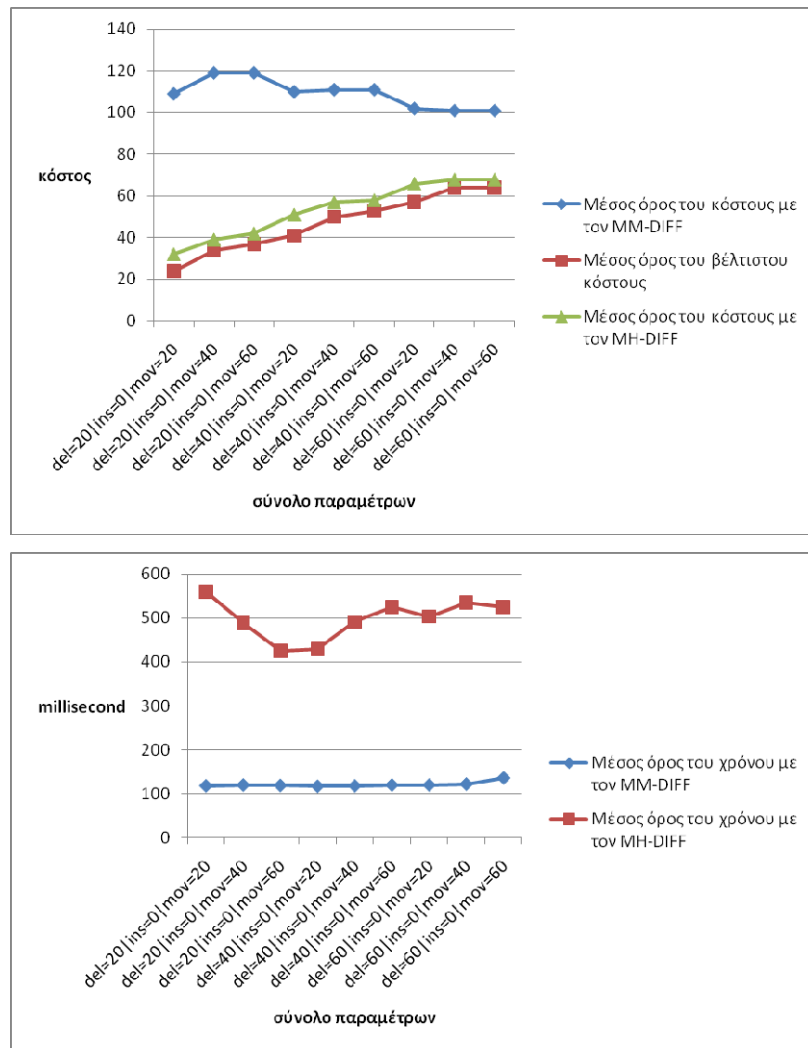 140
120
100
80
60
40
20
0
κόστος
Μέσος όρος του κόστους με
τον MM-DIFF
Μέσος όρος του βέλτιστου
κόστους
Μέσος όρος του κόστους με
τον MH-DIFF
del=20|ins=0|mov=20
del=20|ins=0|mov=40
del=20|ins=0|mov=60
del=40|ins=0|mov=20
del=40|ins=0|mov=40
del=40|ins=0|mov=60
del=60|ins=0|mov=20
del=60|ins=0|mov=40
del=60|ins=0|mov=60
σύνολο παραμέτρων
600
500
400
300
200
100
0
millisecond
Μέσος όρος του χρόνου με
τον MM-DIFF
Μέσος όρος του χρόνου με
τον MH-DIFF
del=20|ins=0|mov=20
del=20|ins=0|mov=40
del=20|ins=0|mov=60
del=40|ins=0|mov=20
del=40|ins=0|mov=40
del=40|ins=0|mov=60
del=60|ins=0|mov=20
del=60|ins=0|mov=40
del=60|ins=0|mov=60
σύνολο παραμέτρων